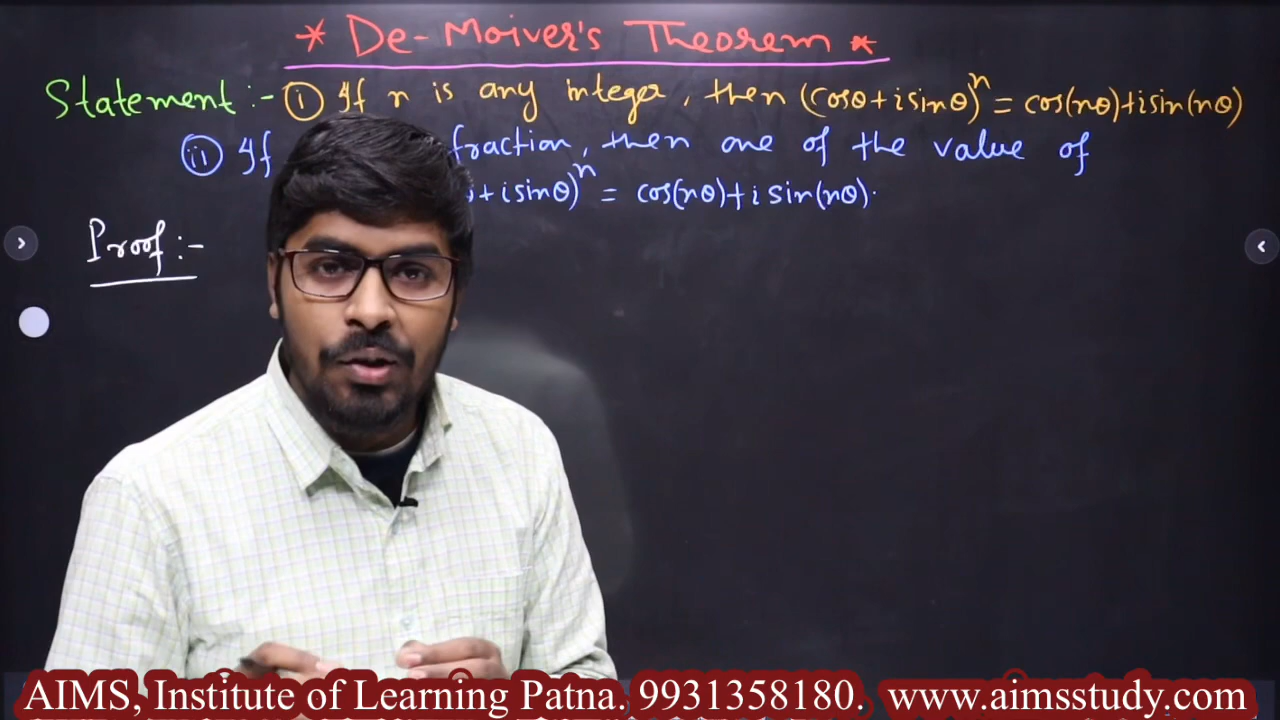 * De-Moiver's Theorem *
Statement :- (i) If n is any integer, then (cosθ+isinθ)ⁿ = cos(nθ)+isin(nθ)
(ii) If fraction, then one of the value of
+isinθ)ⁿ = cos(nθ)+isin(nθ).
Proof :-
AIMS, Institute of Learning Patna. 9931358180. www.aimsstudy.com